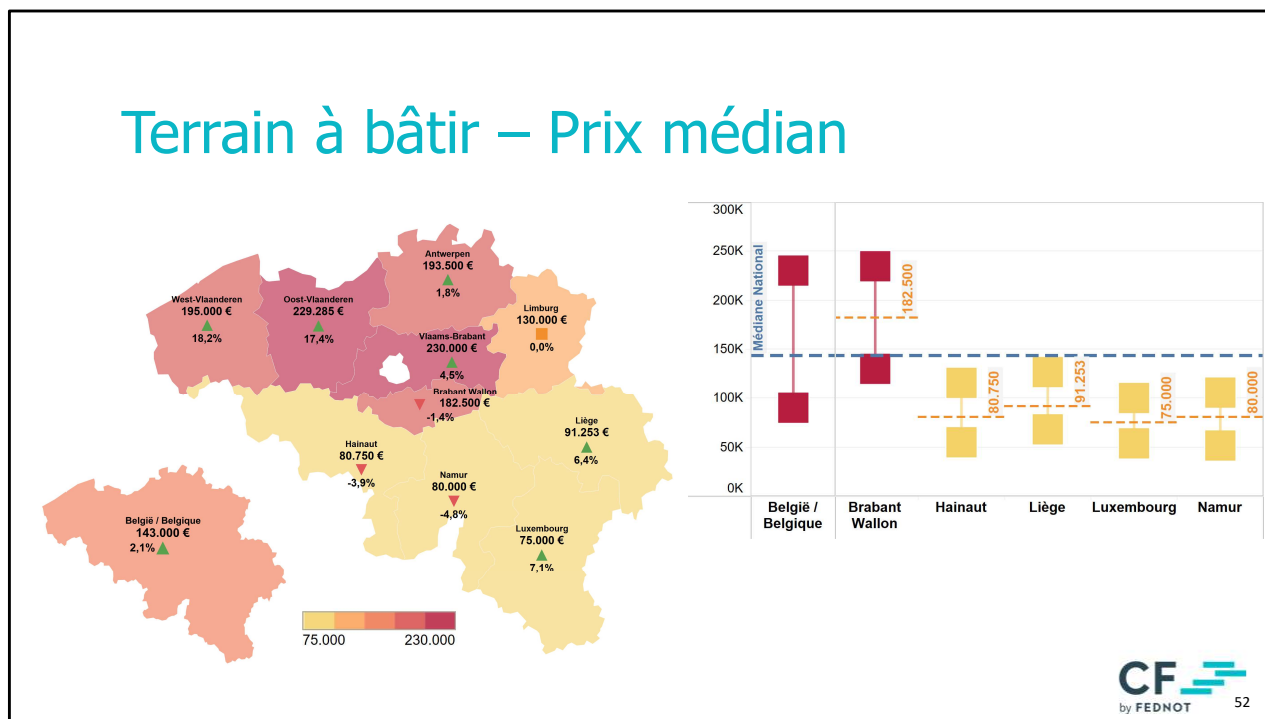 Terrain à bâtir – Prix médian
Antwerpen
193.500 €
1,8%
West-Vlaanderen
195.000 €
18,2%
Oost-Vlaanderen
229.285 €
17,4%
Limburg
130.000 €
0,0%
Vlaams-Brabant
230.000 €
4,5%
Brabant Wallon
182.500 €
-1,4%
Liège
91.253 €
6,4%
Hainaut
80.750 €
-3,9%
Namur
80.000 €
-4,8%
Luxembourg
75.000 €
7,1%
België / Belgique
143.000 €
2,1%
75.000
230.000
300K
250K
200K
150K
100K
50K
0K
Médiane National
182.500
80.750
91.253
75.000
80.000
België /
Belgique
Brabant
Wallon
Hainaut
Liège
Luxembourg
Namur
CF
by FEDNOT
52